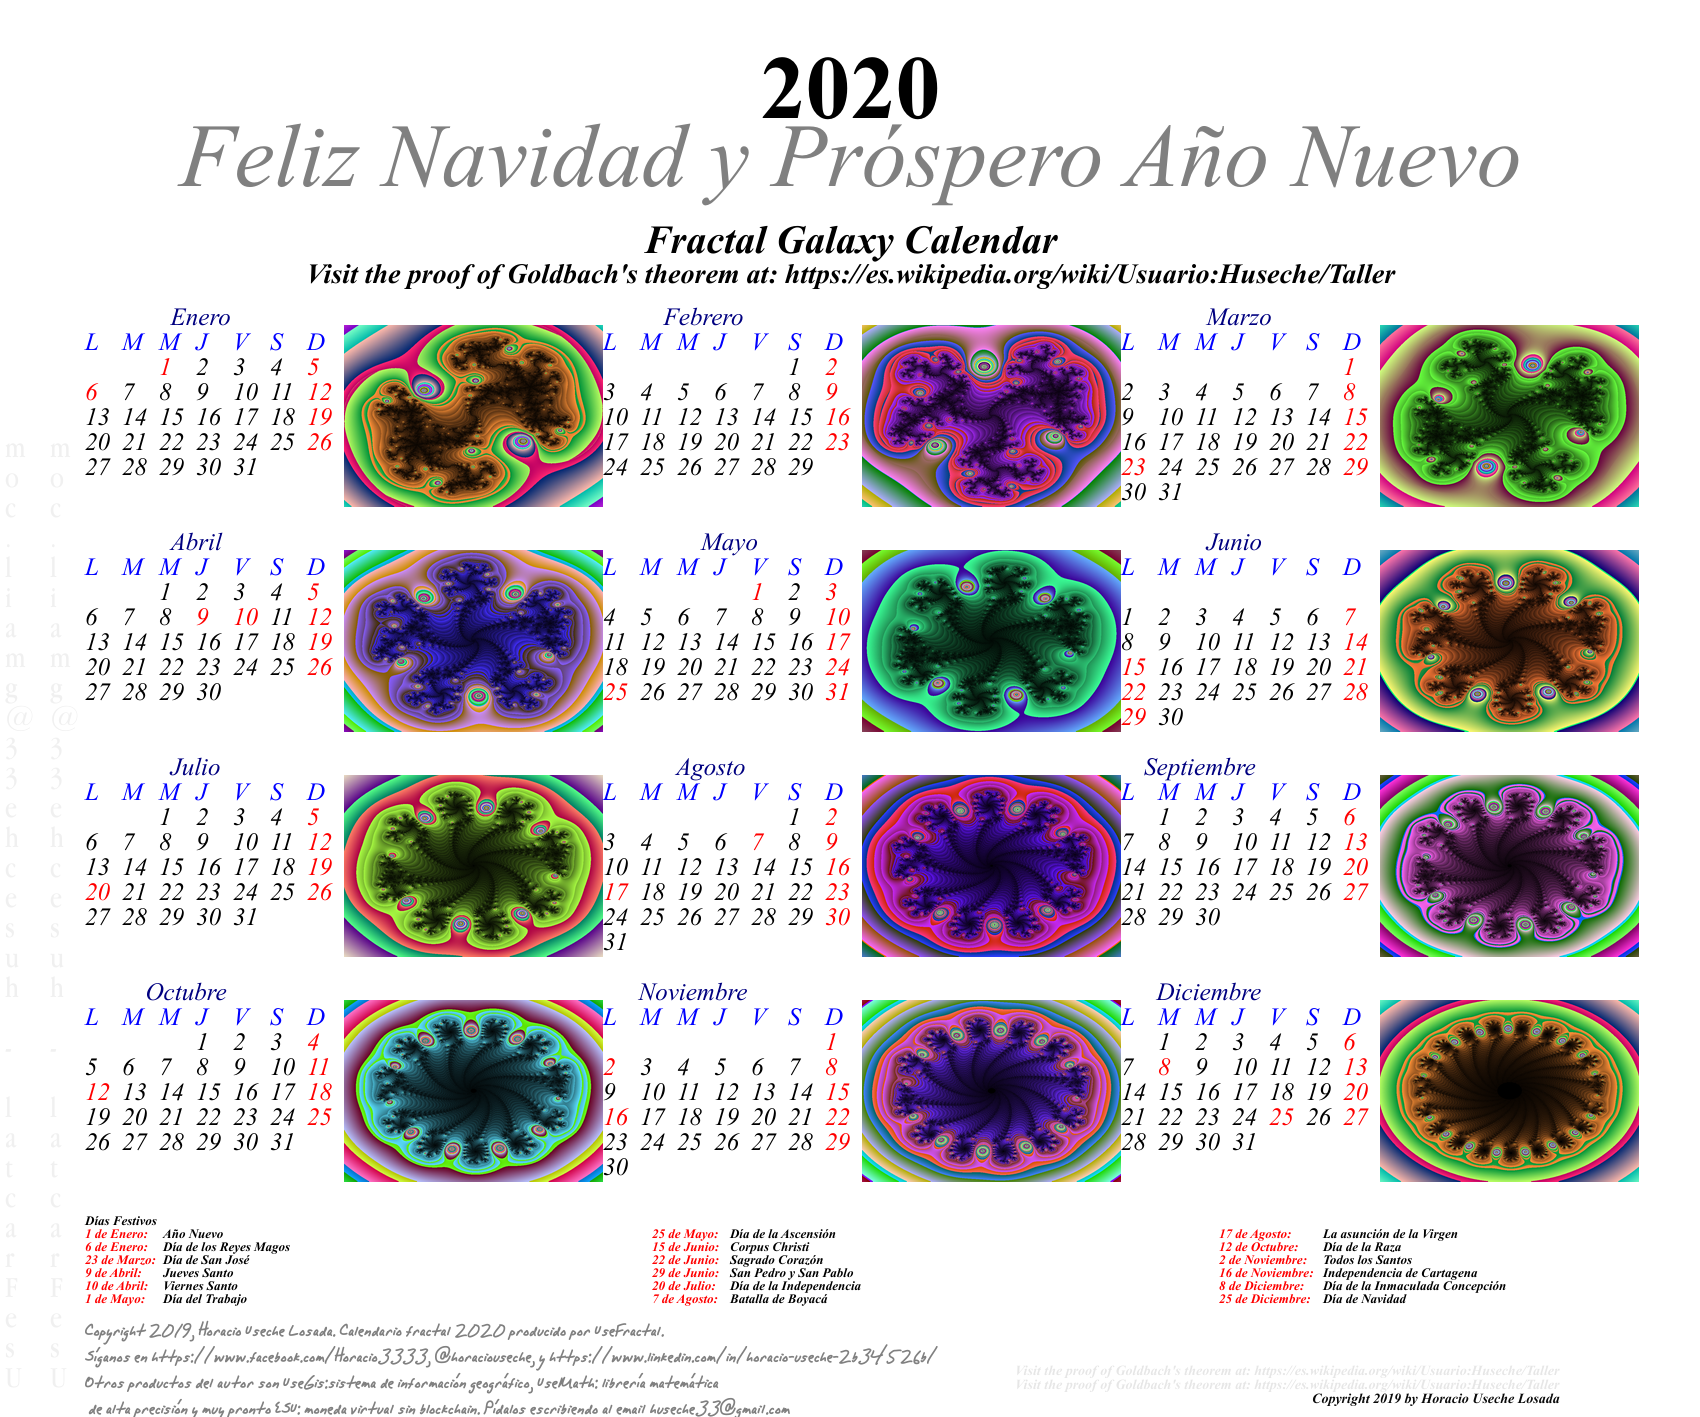 2020
Feliz Navidad y Próspero Año Nuevo
Fractal Galaxy Calendar
Visit the proof of Goldbach's theorem at: https://es.wikipedia.org/wiki/Usuario:Huseche/Taller
Enero
L M M J V S D
1 2 3 4 5
6 7 8 9 10 11 12
13 14 15 16 17 18 19
20 21 22 23 24 25 26
27 28 29 30 31
Febrero
L M M J V S D
1 2
3 4 5 6 7 8 9
10 11 12 13 14 15 16
17 18 19 20 21 22 23
24 25 26 27 28 29
Marzo
L M M J V S D
1
2 3 4 5 6 7 8
9 10 11 12 13 14 15
16 17 18 19 20 21 22
23 24 25 26 27 28 29
30 31
Abril
L M M J V S D
1 2 3 4 5
6 7 8 9 10 11 12
13 14 15 16 17 18 19
20 21 22 23 24 25 26
27 28 29 30
Mayo
L M M J V S D
1 2 3
4 5 6 7 8 9 10
11 12 13 14 15 16 17
18 19 20 21 22 23 24
25 26 27 28 29 30 31
Junio
L M M J V S D
1 2 3 4 5 6 7
8 9 10 11 12 13 14
15 16 17 18 19 20 21
22 23 24 25 26 27 28
29 30
Julio
L M M J V S D
1 2 3 4 5
6 7 8 9 10 11 12
13 14 15 16 17 18 19
20 21 22 23 24 25 26
27 28 29 30 31
Agosto
L M M J V S D
1 2
3 4 5 6 7 8 9
10 11 12 13 14 15 16
17 18 19 20 21 22 23
24 25 26 27 28 29 30
31
Septiembre
L M M J V S D
1 2 3 4 5 6
7 8 9 10 11 12 13
14 15 16 17 18 19 20
21 22 23 24 25 26 27
28 29 30
Octubre
L M M J V S D
1 2 3 4
5 6 7 8 9 10 11
12 13 14 15 16 17 18
19 20 21 22 23 24 25
26 27 28 29 30 31
Noviembre
L M M J V S D
1
2 3 4 5 6 7 8
9 10 11 12 13 14 15
16 17 18 19 20 21 22
23 24 25 26 27 28 29
30
Diciembre
L M M J V S D
1 2 3 4 5 6
7 8 9 10 11 12 13
14 15 16 17 18 19 20
21 22 23 24 25 26 27
28 29 30 31
Días Festivos
1 de Enero: Año Nuevo
6 de Enero: Día de los Reyes Magos
23 de Marzo: Día de San José
9 de Abril: Jueves Santo
10 de Abril: Viernes Santo
1 de Mayo: Día del Trabajo
25 de Mayo: Día de la Ascensión
15 de Junio: Corpus Christi
22 de Junio: Sagrado Corazón
29 de Junio: San Pedro y San Pablo
20 de Julio: Día de la Independencia
7 de Agosto: Batalla de Boyacá
17 de Agosto: La asunción de la Virgen
12 de Octubre: Día de la Raza
2 de Noviembre: Todos los Santos
16 de Noviembre: Independencia de Cartagena
8 de Diciembre: Día de la Inmaculada Concepción
25 de Diciembre: Día de Navidad
Copyright 2019, Horacio Useche Losada. Calendario fractal 2020 producido por UseFractal.
Síganos en https://www.facebook.com/Horacio3333, @horaciouseche, y https://www.linkedin.com/in/horacio-useche-2b34526b/
Otros productos del autor son UseGis:sistema de información geográfico, UseMath: librería matemática
de alta precisión y muy pronto ESU: moneda virtual sin blockchain. Pídalos escribiendo al email huseche33@gmail.com
Visit the proof of Goldbach's theorem at: https://es.wikipedia.org/wiki/Usuario:Huseche/Taller
Visit the proof of Goldbach's theorem at: https://es.wikipedia.org/wiki/Usuario:Huseche/Taller
Copyright 2019 by Horacio Useche Losada
UseFractal - huseche33@gmail.com
UseFractal - huseche33@gmail.com